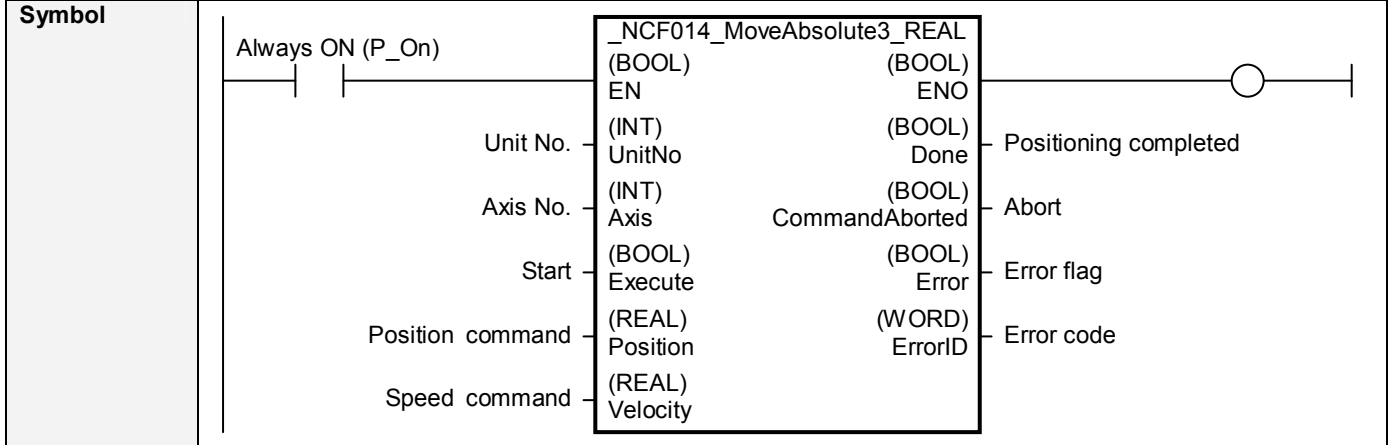 Symbol
Always ON (P_On)
_NCF014_MoveAbsolute3_REAL
(BOOL) (BOOL)
EN ENO
Unit No. (INT) (BOOL) Positioning completed
UnitNo Done
Axis No. (INT) (BOOL) Abort
Axis CommandAborted
Start (BOOL) (BOOL) Error flag
Execute Error
Position command (REAL) (WORD) Error code
Position ErrorID
Speed command (REAL)
Velocity